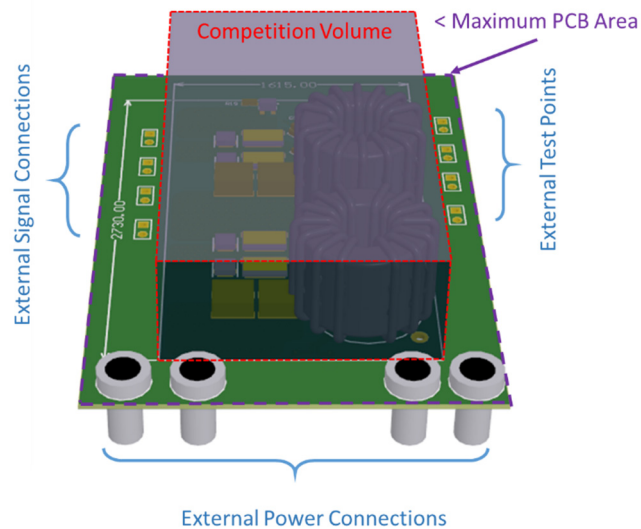 Competition Volume
< Maximum PCB Area
1615.00
2730.00
External Signal Connections
External Test Points
External Power Connections